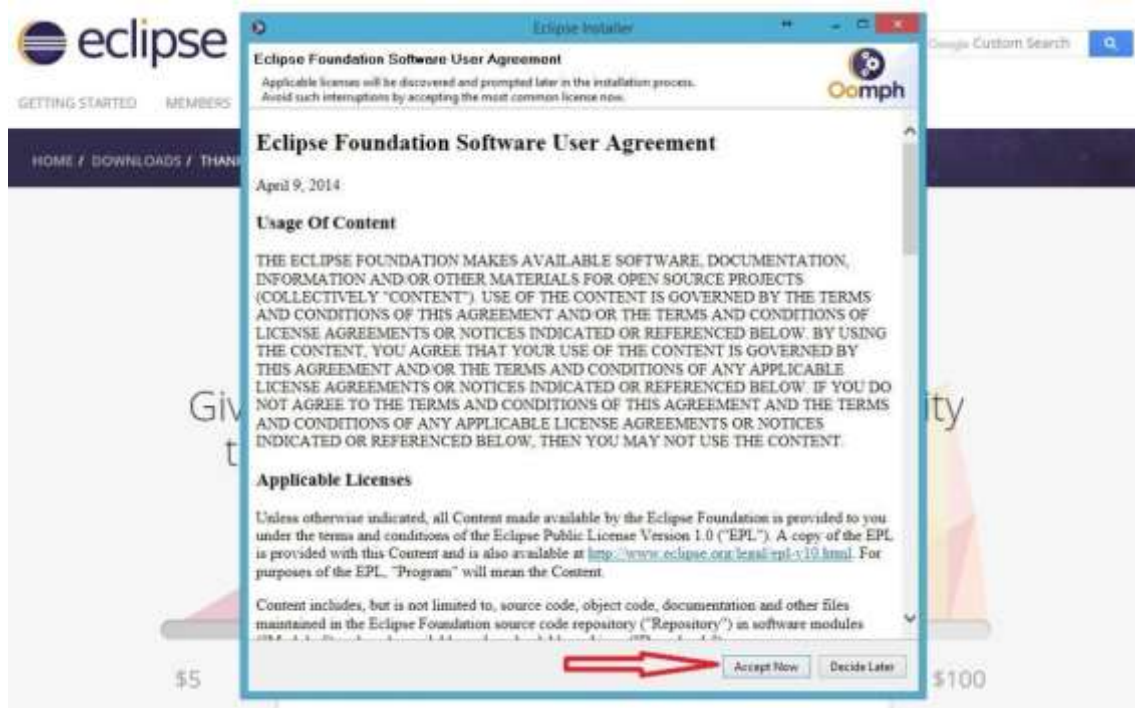 eclipse
Eclipse Installer
Google Custom Search
Eclipse Foundation Software User Agreement
Applicable licenses will be discovered and prompted later in the installation process.
Avoid such interruptions by accepting the most common license now.
Oomph
GETTING STARTED MEMBERS
HOME / DOWNLOADS / THAN
Eclipse Foundation Software User Agreement
April 9, 2014
Usage Of Content
THE ECLIPSE FOUNDATION MAKES AVAILABLE SOFTWARE, DOCUMENTATION,
INFORMATION AND/OR OTHER MATERIALS FOR OPEN SOURCE PROJECTS
(COLLECTIVELY "CONTENT"). USE OF THE CONTENT IS GOVERNED BY THE TERMS
AND CONDITIONS OF THIS AGREEMENT AND/OR THE TERMS AND CONDITIONS OF
LICENSE AGREEMENTS OR NOTICES INDICATED OR REFERENCED BELOW. BY USING
THE CONTENT, YOU AGREE THAT YOUR USE OF THE CONTENT IS GOVERNED BY
THIS AGREEMENT AND/OR THE TERMS AND CONDITIONS OF ANY APPLICABLE
LICENSE AGREEMENTS OR NOTICES INDICATED OR REFERENCED BELOW. IF YOU DO
NOT AGREE TO THE TERMS AND CONDITIONS OF THIS AGREEMENT AND THE TERMS
AND CONDITIONS OF ANY APPLICABLE LICENSE AGREEMENTS OR NOTICES
INDICATED OR REFERENCED BELOW, THEN YOU MAY NOT USE THE CONTENT.
Giv
ity
t
Applicable Licenses
Unless otherwise indicated, all Content made available by the Eclipse Foundation is provided to you
under the terms and conditions of the Eclipse Public License Version 1.0 ("EPL"). A copy of the EPL
is provided with this Content and is also available at http://www.eclipse.org/legal/epl-v10.html. For
purposes of the EPL, "Program" will mean the Content.
Content includes, but is not limited to, source code, object code, documentation and other files
maintained in the Eclipse Foundation source code repository ("Repository") in software modules
Accept Now Decide Later
$5
$100